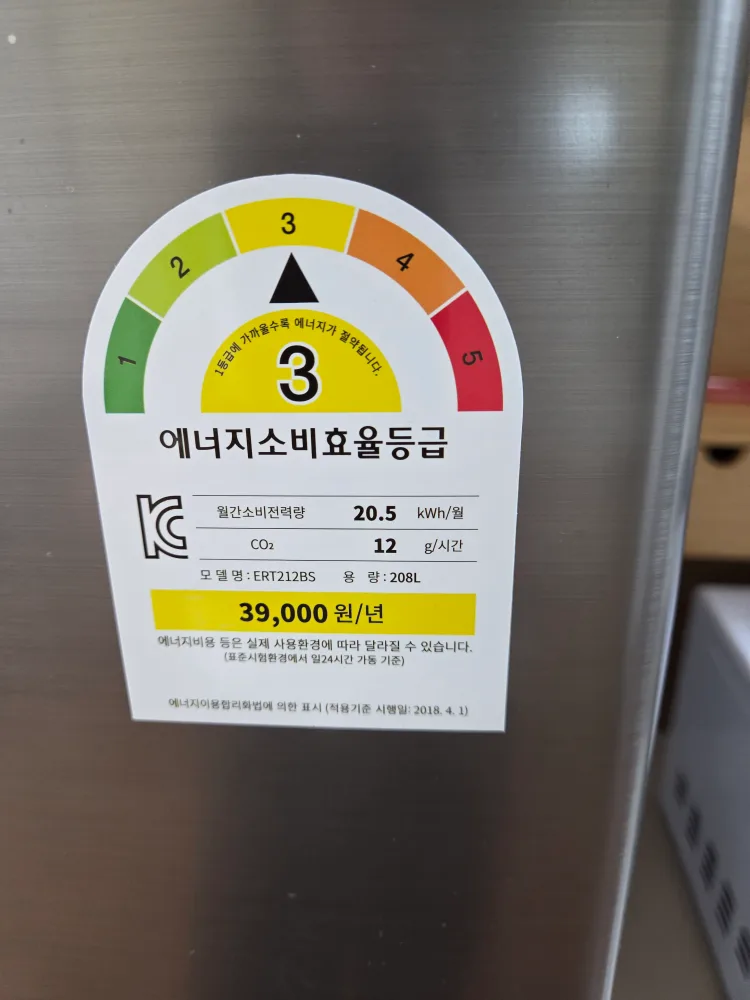 1
2
3
4
5
1등급에 가까울수록 에너지가 절약됩니다.
3
에너지소비효율등급
월간소비전력량 20.5 kWh/월
CO₂ 12 g/시간
모 델 명 : ERT212BS 용 량 : 208L
39,000 원/년
에너지비용 등은 실제 사용환경에 따라 달라질 수 있습니다.
(표준시험환경에서 일24시간 가동 기준)
에너지이용합리화법에 의한 표시 (적용기준 시행일: 2018. 4. 1)